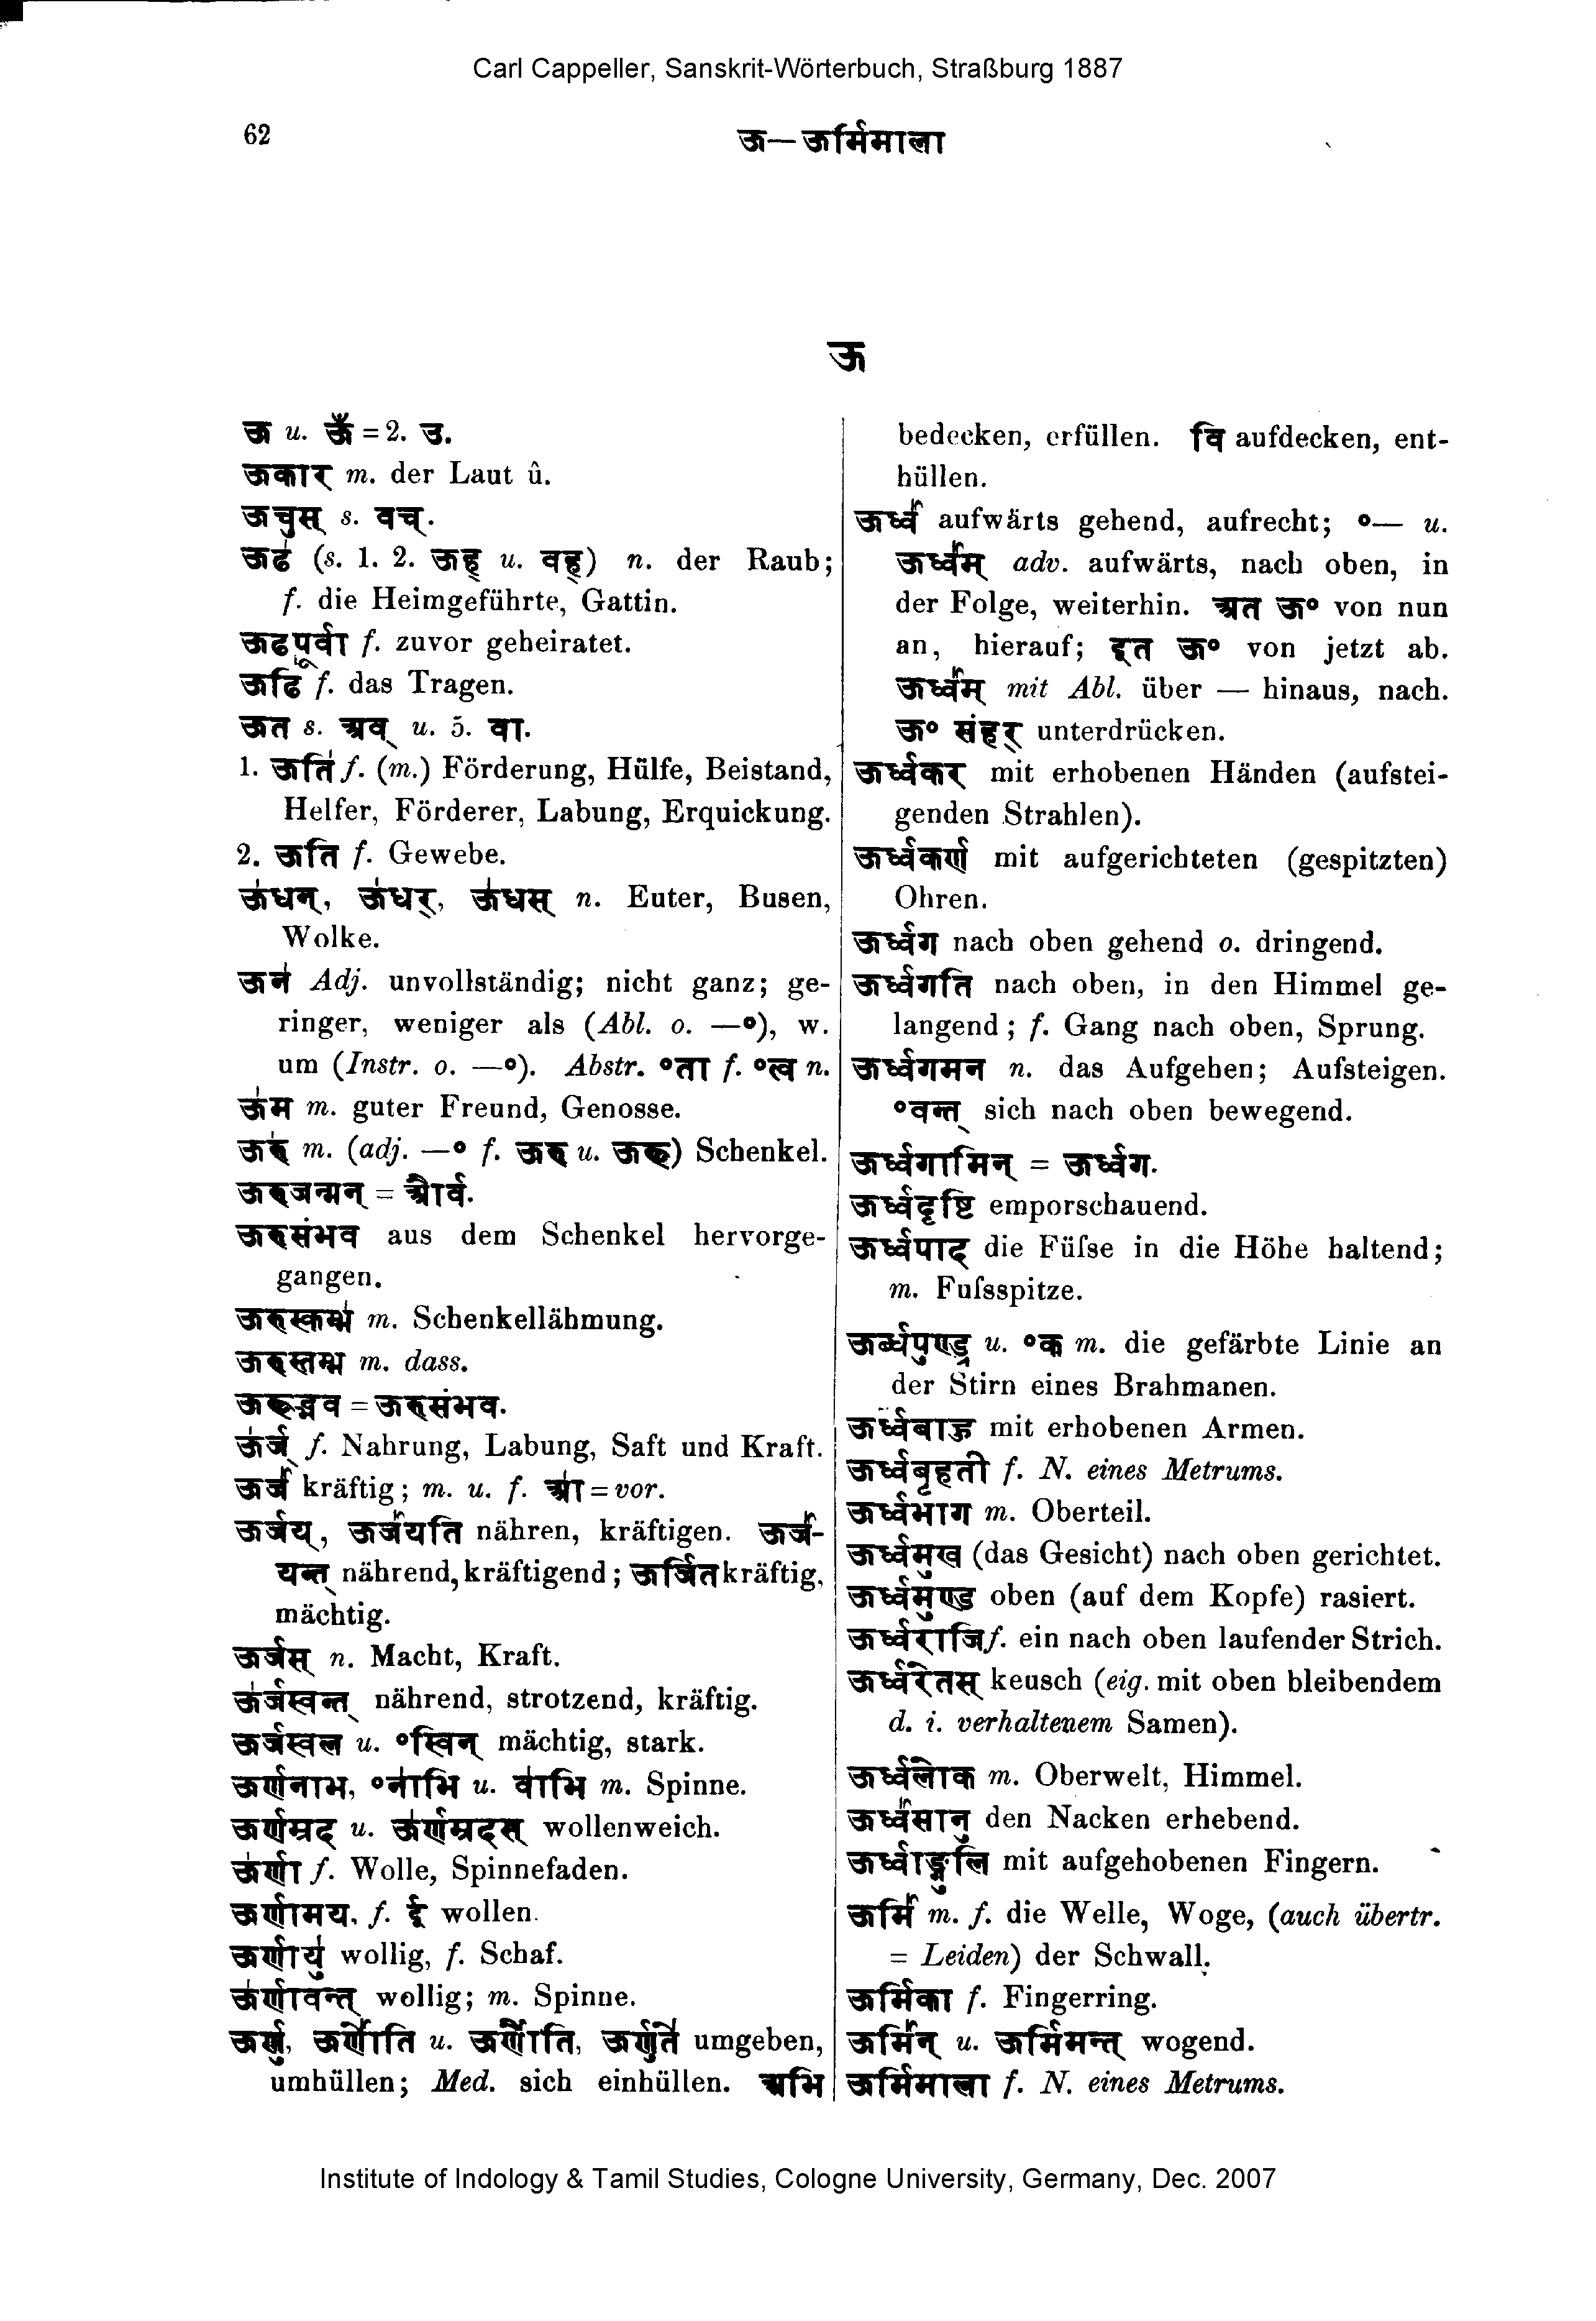 Carl Cappeller, Sanskrit-Wörterbuch, Straßburg 1887
62
ऊ—ऊर्मिमाला
ऊ
ऊ u. ऊँ = 2. उ.
ऊकार m. der Laut û.
ऊचुस् s. वच्.
ऊढ (s. 1. 2. ऊह् u. वह्) n. der Raub;
f. die Heimgeführte, Gattin.
ऊढपूर्वा f. zuvor geheiratet.
ऊढि f. das Tragen.
ऊत s. अव् u. 5. वा.
1. ऊति f. (m.) Förderung, Hülfe, Beistand,
Helfer, Förderer, Labung, Erquickung.
2. ऊति f. Gewebe.
ऊधन्, ऊधर्, ऊधस् n. Euter, Busen,
Wolke.
ऊन Adj. unvollständig; nicht ganz; ge-
ringer, weniger als (Abl. o. —°), w.
um (Instr. o. —°). Abstr. °ता f. °त्व n.
ऊम m. guter Freund, Genosse.
ऊरु m. (adj. —° f. ऊरु u. ऊरू) Schenkel.
ऊरुजन्मन् = और्व.
ऊरुसंभव aus dem Schenkel hervorge-
gangen.
ऊरुस्कम्भ m. Schenkellähmung.
ऊरुस्तम्भ m. dass.
ऊरूद्भव = ऊरुसंभव.
ऊर्ज् f. Nahrung, Labung, Saft und Kraft.
ऊर्ज kräftig; m. u. f. आ = vor.
ऊर्जय्, ऊर्जयति nähren, kräftigen. ऊर्ज-
यन्त् nährend, kräftigend; ऊर्जित kräftig,
mächtig.
ऊर्जस् n. Macht, Kraft.
ऊर्जस्वन्त् nährend, strotzend, kräftig.
ऊर्जस्वल u. °स्विन् mächtig, stark.
ऊर्णनाभ, °नाभि u. वाभि m. Spinne.
ऊर्णम्रद u. ऊर्णम्रदस् wollenweich.
ऊर्णा f. Wolle, Spinnefaden.
ऊर्णामय, f. ई wollen.
ऊर्णायु wollig, f. Schaf.
ऊर्णावन्त् wollig; m. Spinne.
ऊर्णु, ऊर्णोति u. ऊर्णौति, ऊर्णुते umgeben,
umhüllen; Med. sich einhüllen. अभि
bedecken, erfüllen. वि aufdecken, ent-
hüllen.
ऊर्ध्व aufwärts gehend, aufrecht; °— u.
ऊर्ध्वम् adv. aufwärts, nach oben, in
der Folge, weiterhin. अत ऊ° von nun
an, hierauf; इत ऊ° von jetzt ab.
ऊर्ध्वम् mit Abl. über — hinaus, nach.
ऊ° संहर् unterdrücken.
ऊर्ध्वकर mit erhobenen Händen (aufstei-
genden Strahlen).
ऊर्ध्वकर्ण mit aufgerichteten (gespitzten)
Ohren.
ऊर्ध्वग nach oben gehend o. dringend.
ऊर्ध्वगति nach oben, in den Himmel ge-
langend; f. Gang nach oben, Sprung.
ऊर्ध्वगमन n. das Aufgehen; Aufsteigen.
°वन्त् sich nach oben bewegend.
ऊर्ध्वगामिन् = ऊर्ध्वग.
ऊर्ध्वदृष्टि emporschauend.
ऊर्ध्वपाद die Füſse in die Höhe haltend;
m. Fuſsspitze.
ऊर्ध्वपुण्ड्र u. °क m. die gefärbte Linie an
der Stirn eines Brahmanen.
ऊर्ध्वबाहु mit erhobenen Armen.
ऊर्ध्वबृहती f. N. eines Metrums.
ऊर्ध्वभाग m. Oberteil.
ऊर्ध्वमुख (das Gesicht) nach oben gerichtet.
ऊर्ध्वमुण्ड oben (auf dem Kopfe) rasiert.
ऊर्ध्वराजि f. ein nach oben laufender Strich.
ऊर्ध्वरेतस् keusch (eig. mit oben bleibendem
d. i. verhaltenem Samen).
ऊर्ध्वलोक m. Oberwelt, Himmel.
ऊर्ध्वसानु den Nacken erhebend.
ऊर्ध्वाङ्गुलि mit aufgehobenen Fingern.
ऊर्मि m. f. die Welle, Woge, (auch übertr.
= Leiden) der Schwall.
ऊर्मिका f. Fingerring.
ऊर्मिन् u. ऊर्मिमन्त् wogend.
ऊर्मिमाला f. N. eines Metrums.
Institute of Indology & Tamil Studies, Cologne University, Germany, Dec. 2007